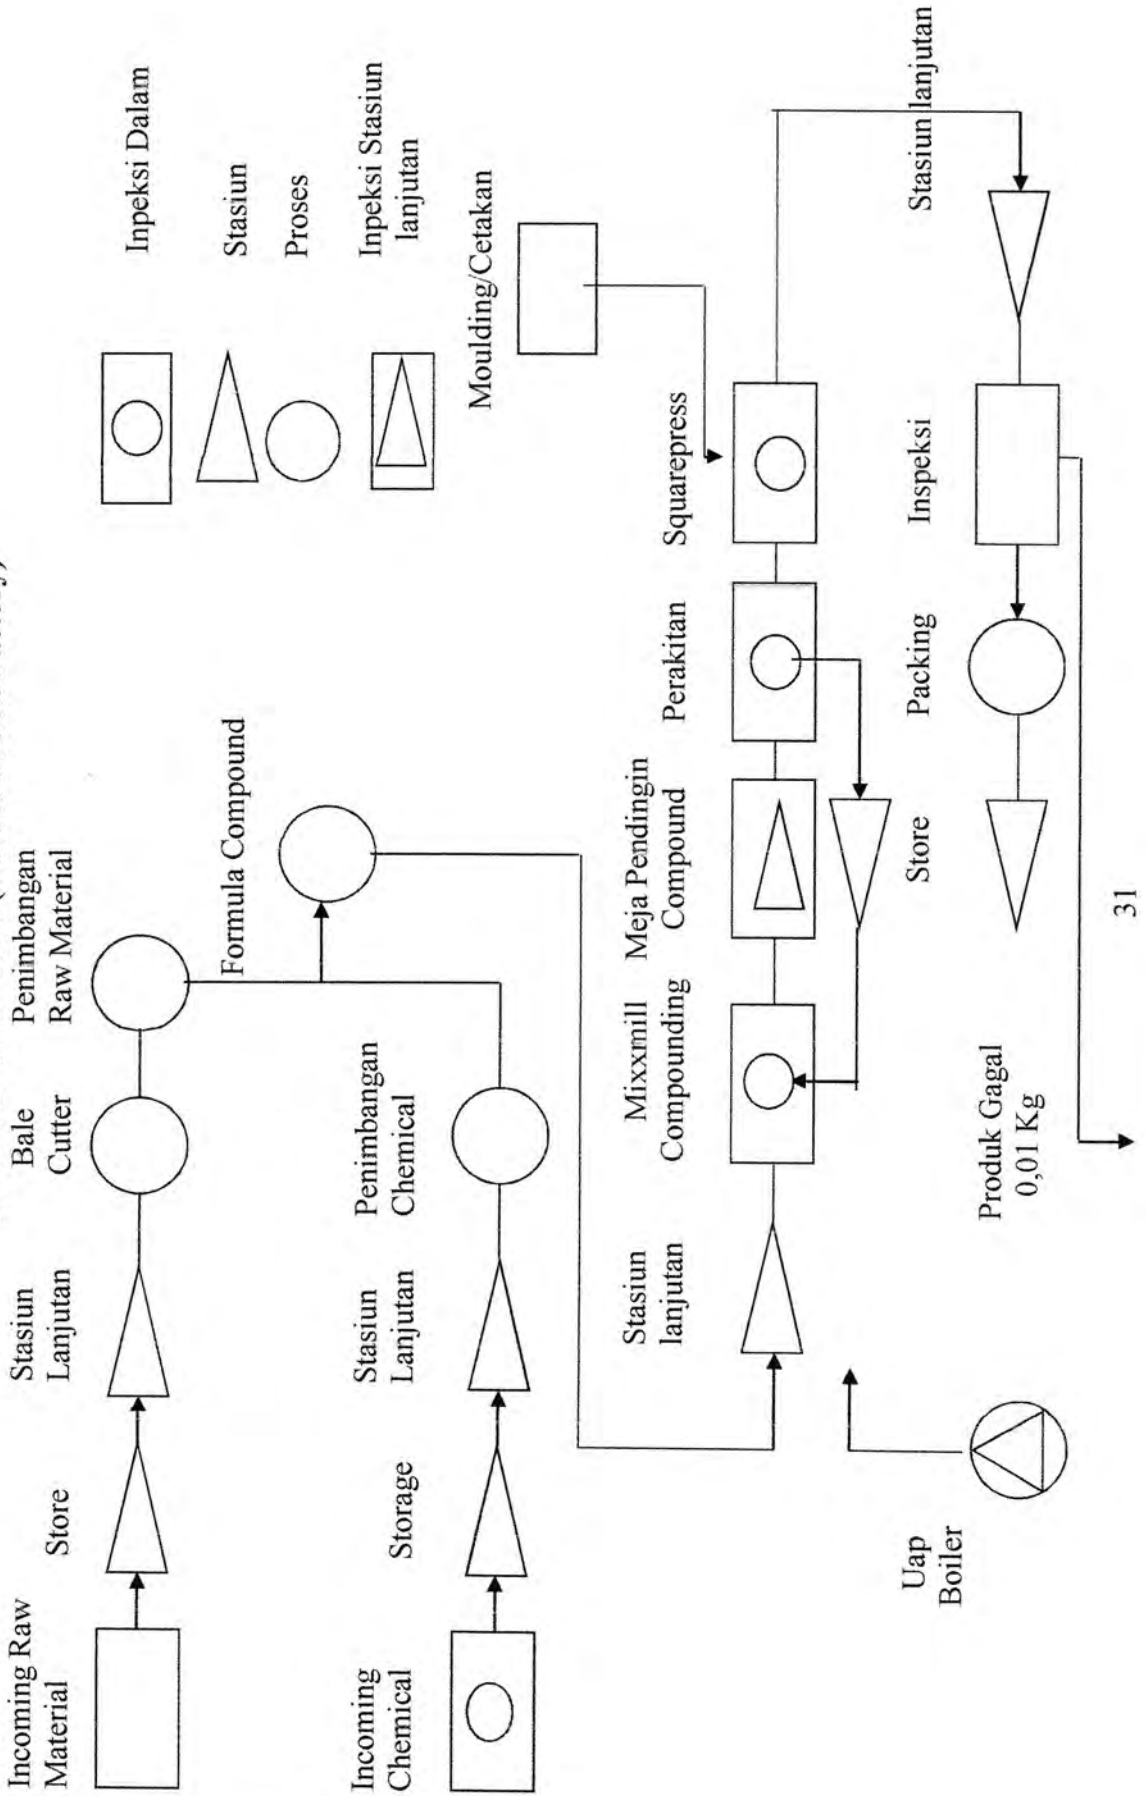 Incoming Raw
Material
Store
Stasiun
Lanjutan
Bale
Cutter
Penimbangan
Raw Material
Inpeksi Dalam
Stasiun
Proses
Inpeksi Stasiun
lanjutan
Formula Compound
Incoming
Chemical
Storage
Stasiun
Lanjutan
Penimbangan
Chemical
Moulding/Cetakan
Stasiun
lanjutan
Mixxmill
Compounding
Meja Pendingin
Compound
Perakitan
Squarepress
Stasiun lanjutan
Uap
Boiler
Produk Gagal
0,01 Kg
Store
Packing
Inspeksi
31